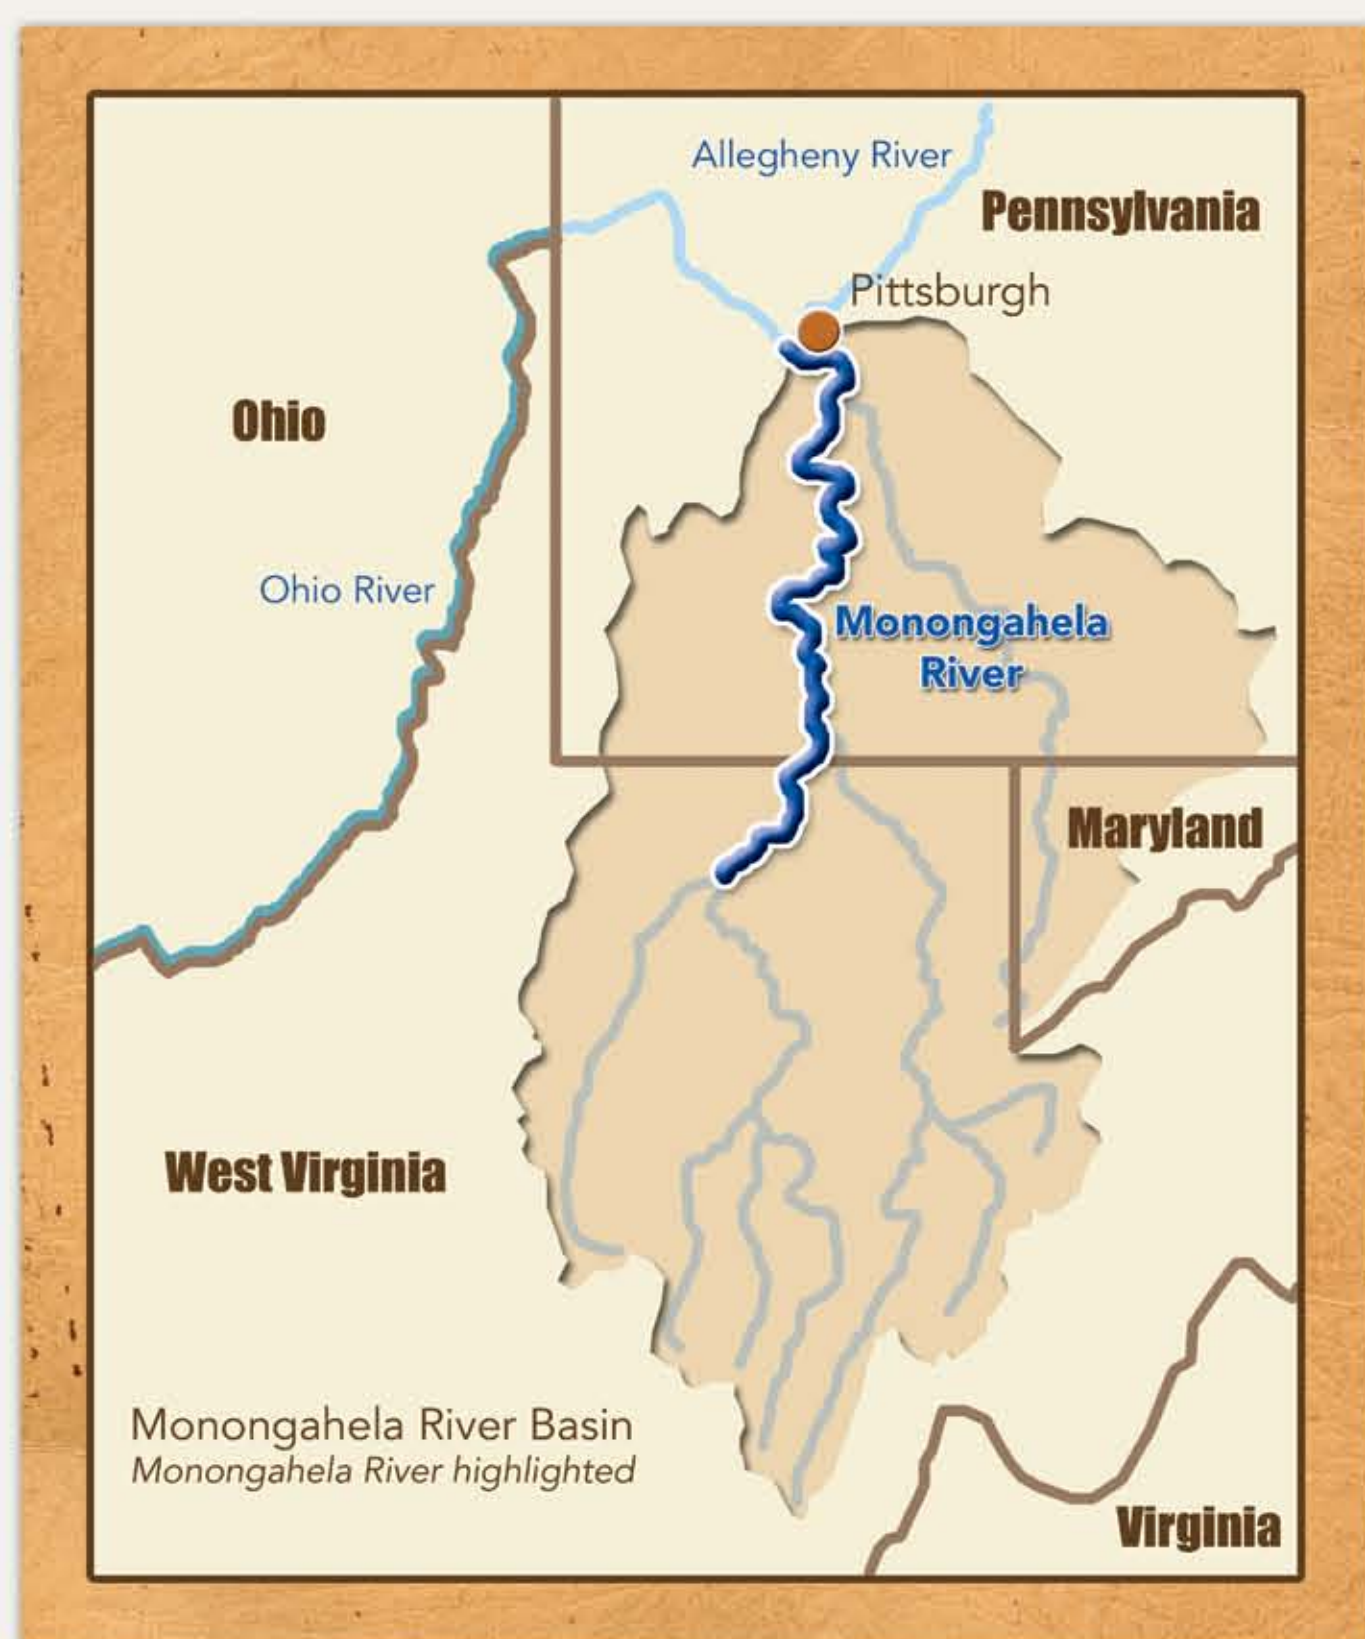 Allegheny River
Pennsylvania
Pittsburgh
Ohio
Ohio River
Monongahela
River
Maryland
West Virginia
Monongahela River Basin
Monongahela River highlighted
Virginia